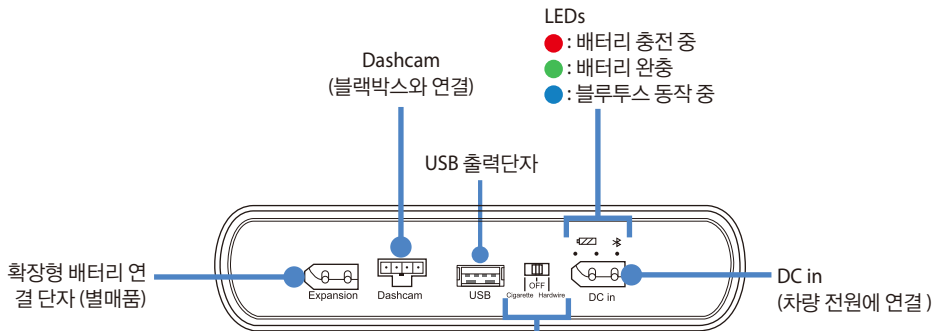 LEDs
: 배터리 충전 중
: 배터리 완충
: 블루투스 동작 중
Dashcam
(블랙박스와 연결)
USB 출력단자
확장형 배터리 연
결 단자 (별매품)
DC in
(차량 전원에 연결 )
Expansion
Dashcam
USB
OFF
Cigarette Hardwire
DC in